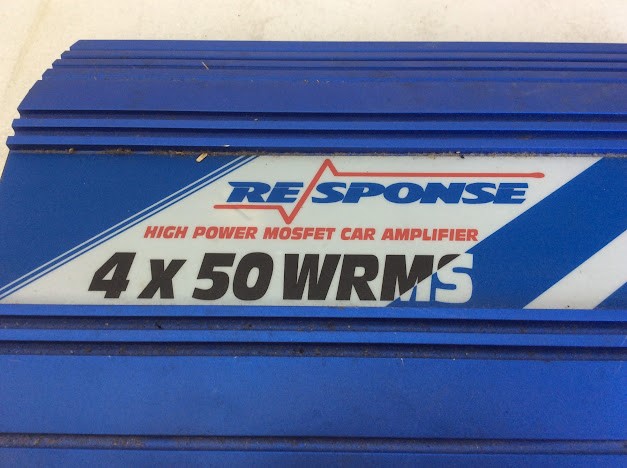 RESPONSE
HIGH POWER MOSFET CAR AMPLIFIER
4 X 50 WRMS